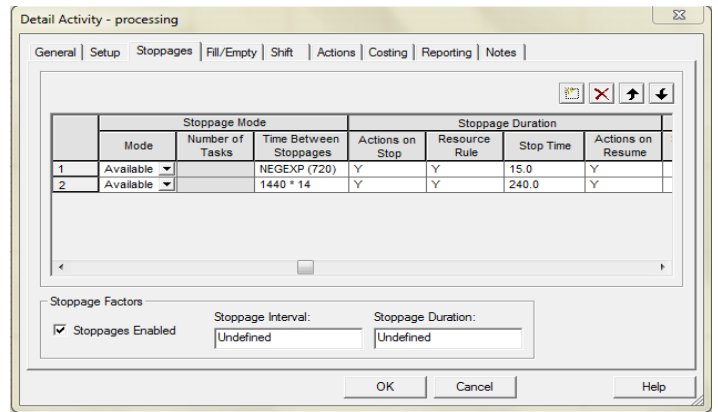 Detail Activity - processing
General Setup Stoppages Fill/Empty Shift Actions Costing Reporting Notes
Stoppage Mode Stoppage Duration
Mode Number of Tasks Time Between Stoppages Actions on Stop Resource Rule Stop Time Actions on Resume
1 Available NEGEXP (720) Y Y 15.0 Y
2 Available 1440 * 14 Y Y 240.0 Y
Stoppage Factors
Stoppages Enabled
Stoppage Interval: Stoppage Duration:
Undefined Undefined
OK Cancel Help